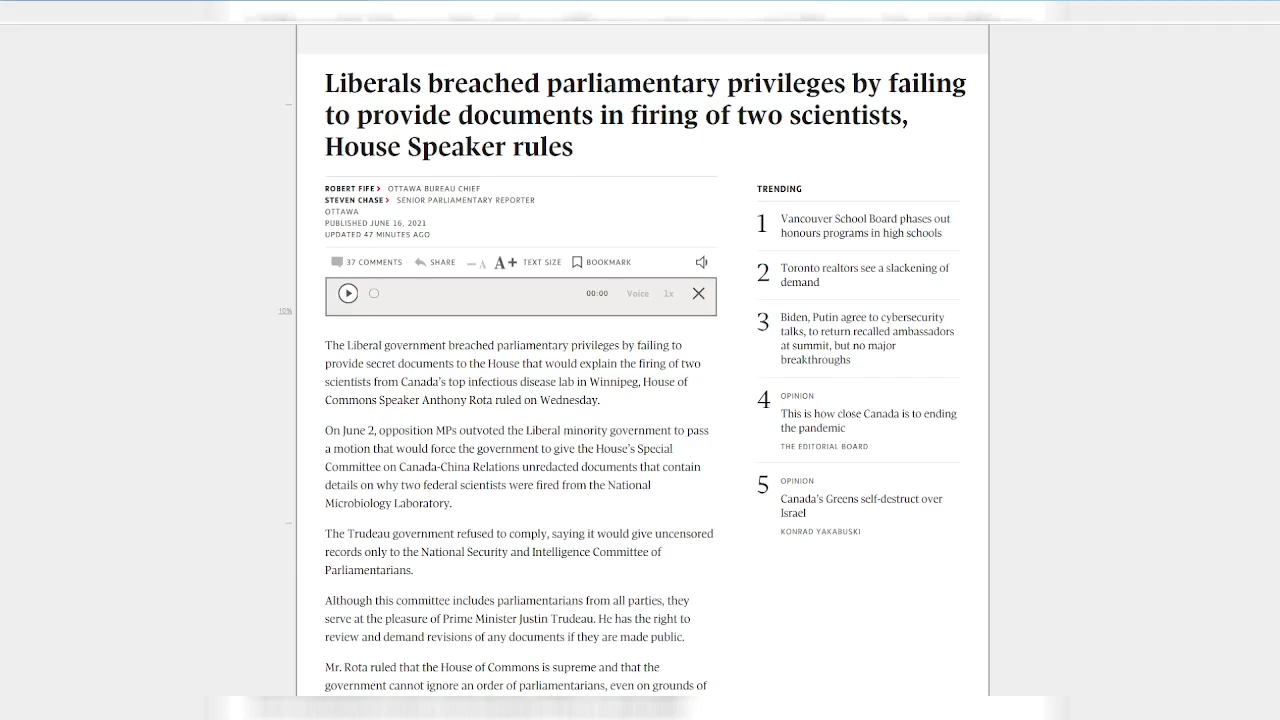 Liberals breached parliamentary privileges by failing
to provide documents in firing of two scientists,
House Speaker rules
ROBERT FIFE > OTTAWA BUREAU CHIEF
STEVEN CHASE > SENIOR PARLIAMENTARY REPORTER
OTTAWA
PUBLISHED JUNE 16, 2021
UPDATED 47 MINUTES AGO
37 COMMENTS SHARE – A A+ TEXT SIZE BOOKMARK
00:00 Voice 1x
The Liberal government breached parliamentary privileges by failing to
provide secret documents to the House that would explain the firing of two
scientists from Canada's top infectious disease lab in Winnipeg, House of
Commons Speaker Anthony Rota ruled on Wednesday.
On June 2, opposition MPs outvoted the Liberal minority government to pass
a motion that would force the government to give the House's Special
Committee on Canada-China Relations unredacted documents that contain
details on why two federal scientists were fired from the National
Microbiology Laboratory.
The Trudeau government refused to comply, saying it would give uncensored
records only to the National Security and Intelligence Committee of
Parliamentarians.
Although this committee includes parliamentarians from all parties, they
serve at the pleasure of Prime Minister Justin Trudeau. He has the right to
review and demand revisions of any documents if they are made public.
Mr. Rota ruled that the House of Commons is supreme and that the
government cannot ignore an order of parliamentarians, even on grounds of
TRENDING
1 Vancouver School Board phases out
honours programs in high schools
2 Toronto realtors see a slackening of
demand
3 Biden, Putin agree to cybersecurity
talks, to return recalled ambassadors
at summit, but no major
breakthroughs
4 OPINION
This is how close Canada is to ending
the pandemic
THE EDITORIAL BOARD
5 OPINION
Canada's Greens self-destruct over
Israel
KONRAD YAKABUSKI